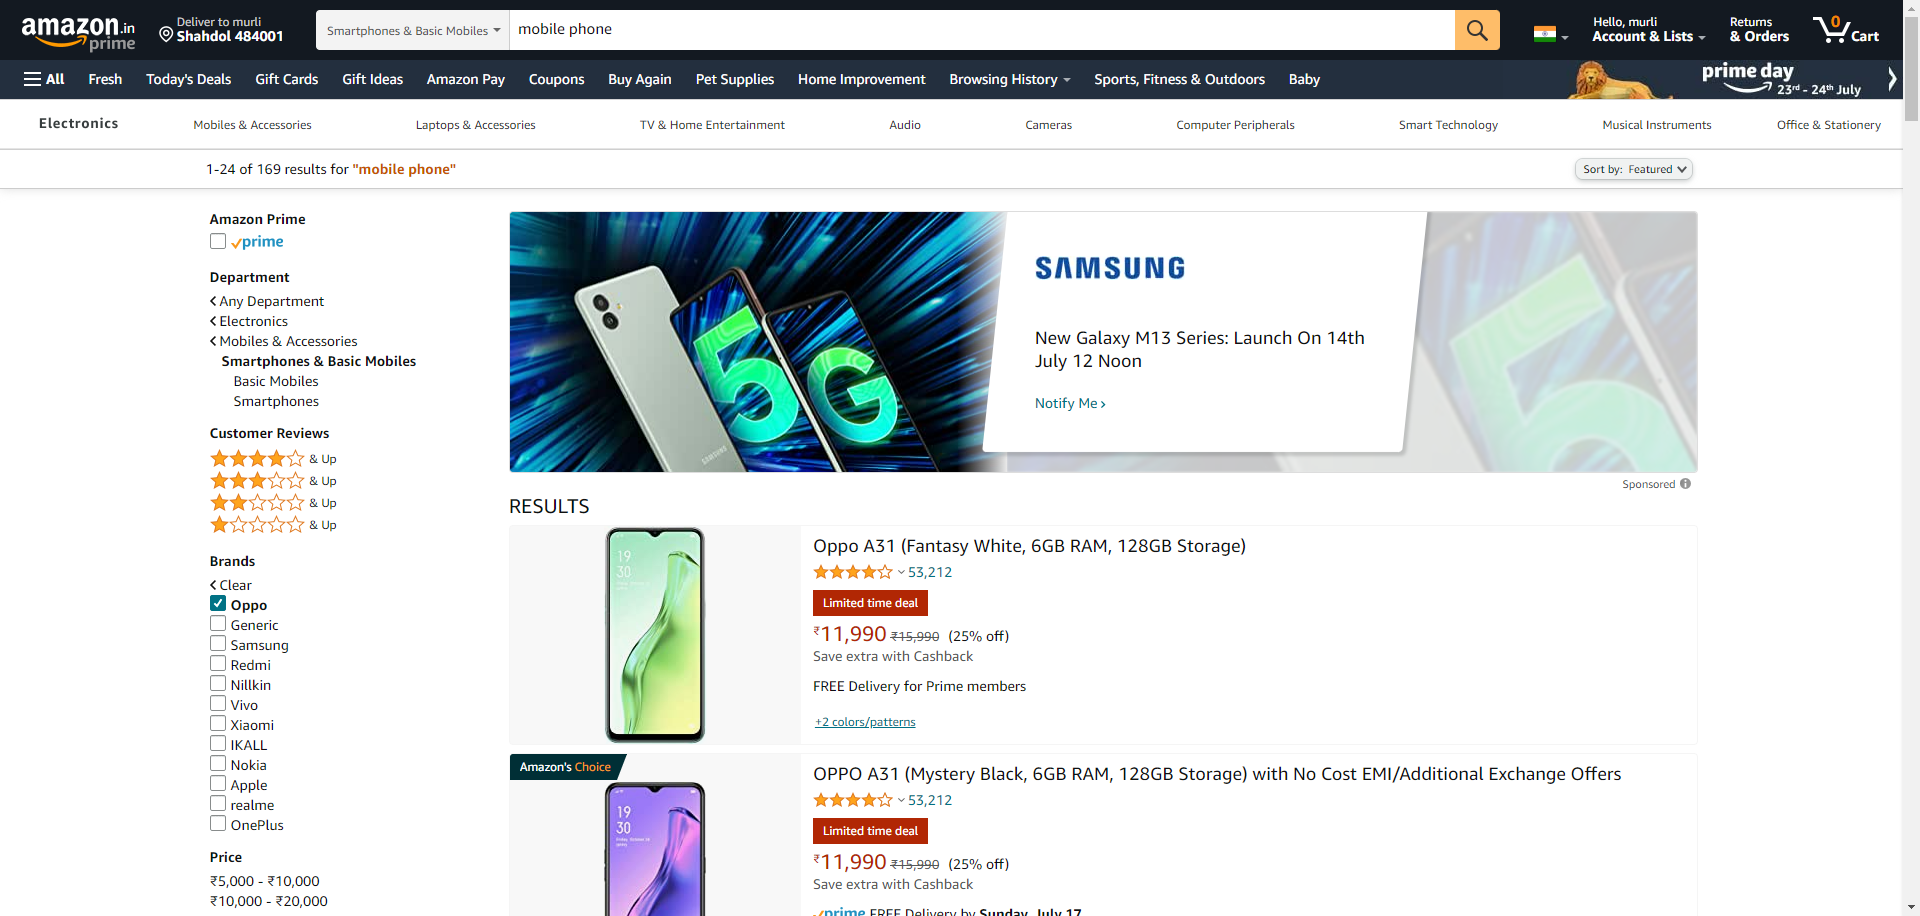 amazon.in
prime
Deliver to murli
Shahdol 484001
Smartphones & Basic Mobiles
mobile phone
Hello, murli
Account & Lists
Returns
& Orders
0
Cart
All
Fresh
Today's Deals
Gift Cards
Gift Ideas
Amazon Pay
Coupons
Buy Again
Pet Supplies
Home Improvement
Browsing History
Sports, Fitness & Outdoors
Baby
prime day
23rd - 24th July
Electronics
Mobiles & Accessories
Laptops & Accessories
TV & Home Entertainment
Audio
Cameras
Computer Peripherals
Smart Technology
Musical Instruments
Office & Stationery
1-24 of 169 results for "mobile phone"
Sort by: Featured
Amazon Prime
prime
Department
Any Department
Electronics
Mobiles & Accessories
Smartphones & Basic Mobiles
Basic Mobiles
Smartphones
Customer Reviews
& Up
& Up
& Up
& Up
Brands
Clear
Oppo
Generic
Samsung
Redmi
Nillkin
Vivo
Xiaomi
IKALL
Nokia
Apple
realme
OnePlus
Price
₹5,000 - ₹10,000
₹10,000 - ₹20,000
SAMSUNG
5G
SAMSUNG
New Galaxy M13 Series: Launch On 14th
July 12 Noon
Notify Me ›
5
Sponsored
RESULTS
19
30
Oppo A31 (Fantasy White, 6GB RAM, 128GB Storage)
53,212
Limited time deal
₹11,990 ₹15,990 (25% off)
Save extra with Cashback
FREE Delivery for Prime members
+2 colors/patterns
Amazon's Choice
19
30
OPPO A31 (Mystery Black, 6GB RAM, 128GB Storage) with No Cost EMI/Additional Exchange Offers
53,212
Limited time deal
₹11,990 ₹15,990 (25% off)
Save extra with Cashback
prime FREE Delivery by Sunday, July 17